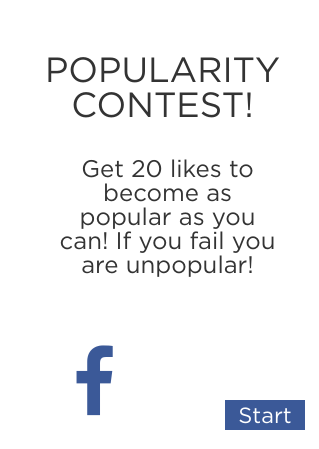 POPULARITY
CONTEST!
Get 20 likes to
become as
popular as you
can! If you fail you
are unpopular!
f
Start